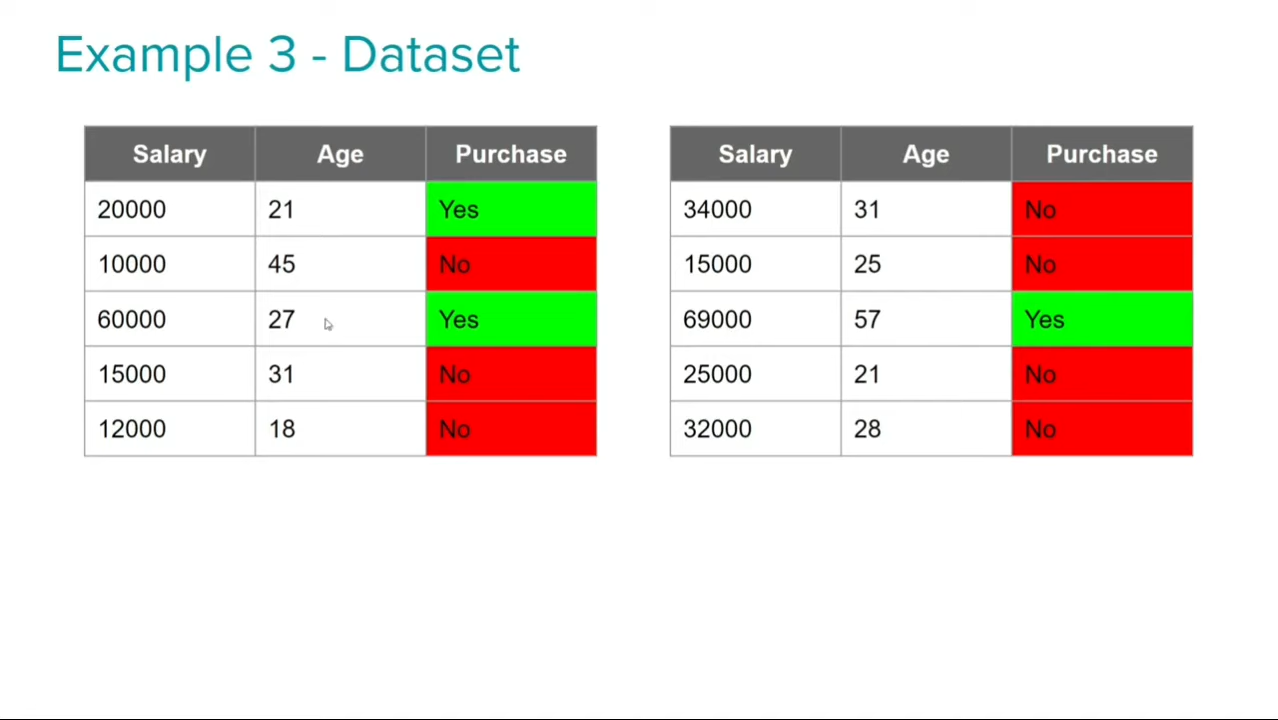 Example 3 - Dataset
Salary Age Purchase
20000 21 Yes
10000 45 No
60000 27 Yes
15000 31 No
12000 18 No
Salary Age Purchase
34000 31 No
15000 25 No
69000 57 Yes
25000 21 No
32000 28 No